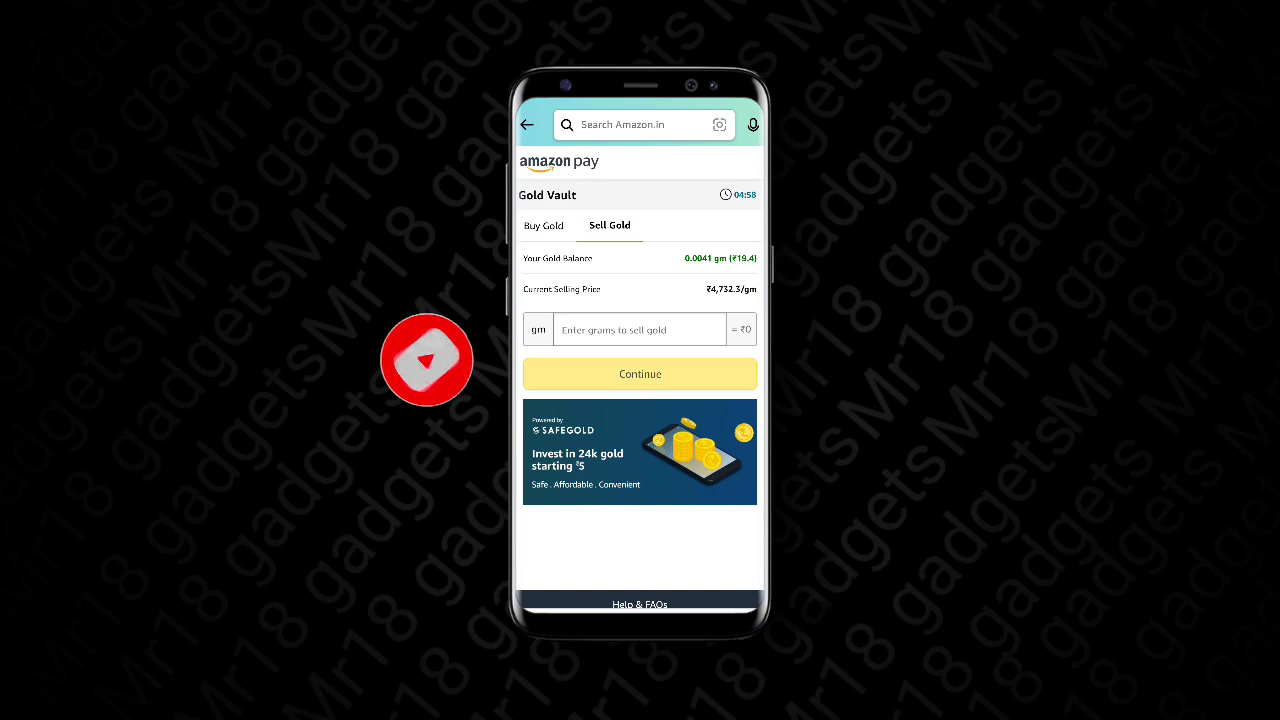 Search Amazon.in
amazon pay
Gold Vault 04:58
Buy Gold Sell Gold
Your Gold Balance 0.0041 gm (₹19.4)
Current Selling Price ₹4,732.3/gm
gm Enter grams to sell gold = ₹0
Continue
Powered by
SAFEGOLD
Invest in 24k gold
starting ₹5
Safe . Affordable . Convenient
Help & FAQs
Mr18 gadgets